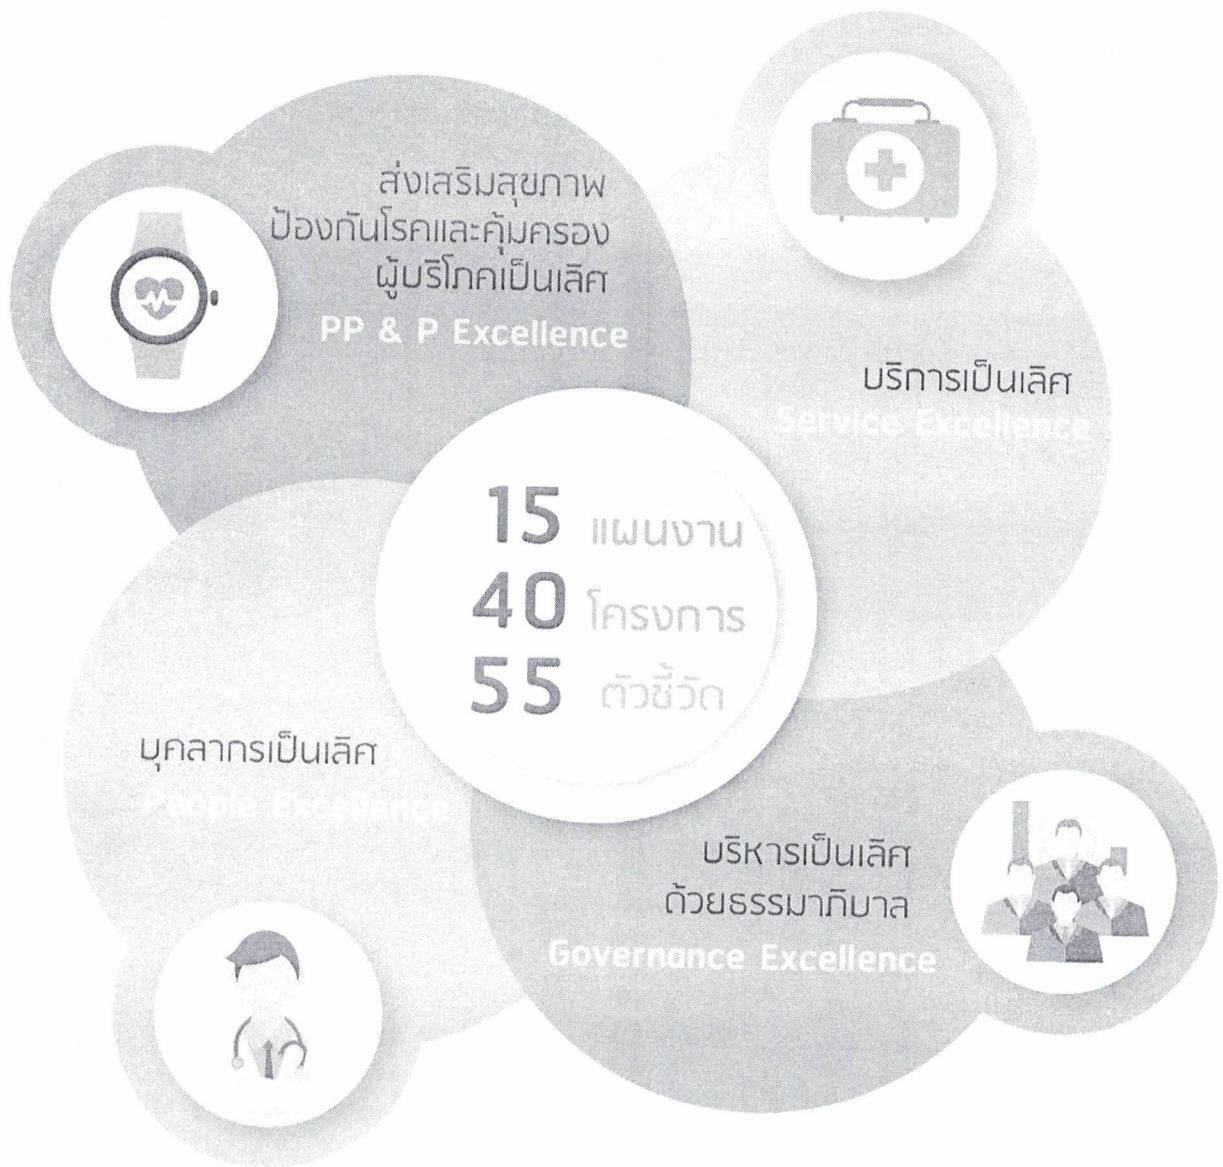 ส่งเสริมสุขภาพ
ป้องกันโรคและคุ้มครอง
ผู้บริโภคเป็นเลิศ
PP & P Excellence
บริการเป็นเลิศ
Service Excellence
15 แผนงาน
40 โครงการ
55 ตัวชี้วัด
บุคลากรเป็นเลิศ
People Excellence
บริหารเป็นเลิศ
ด้วยธรรมาภิบาล
Governance Excellence